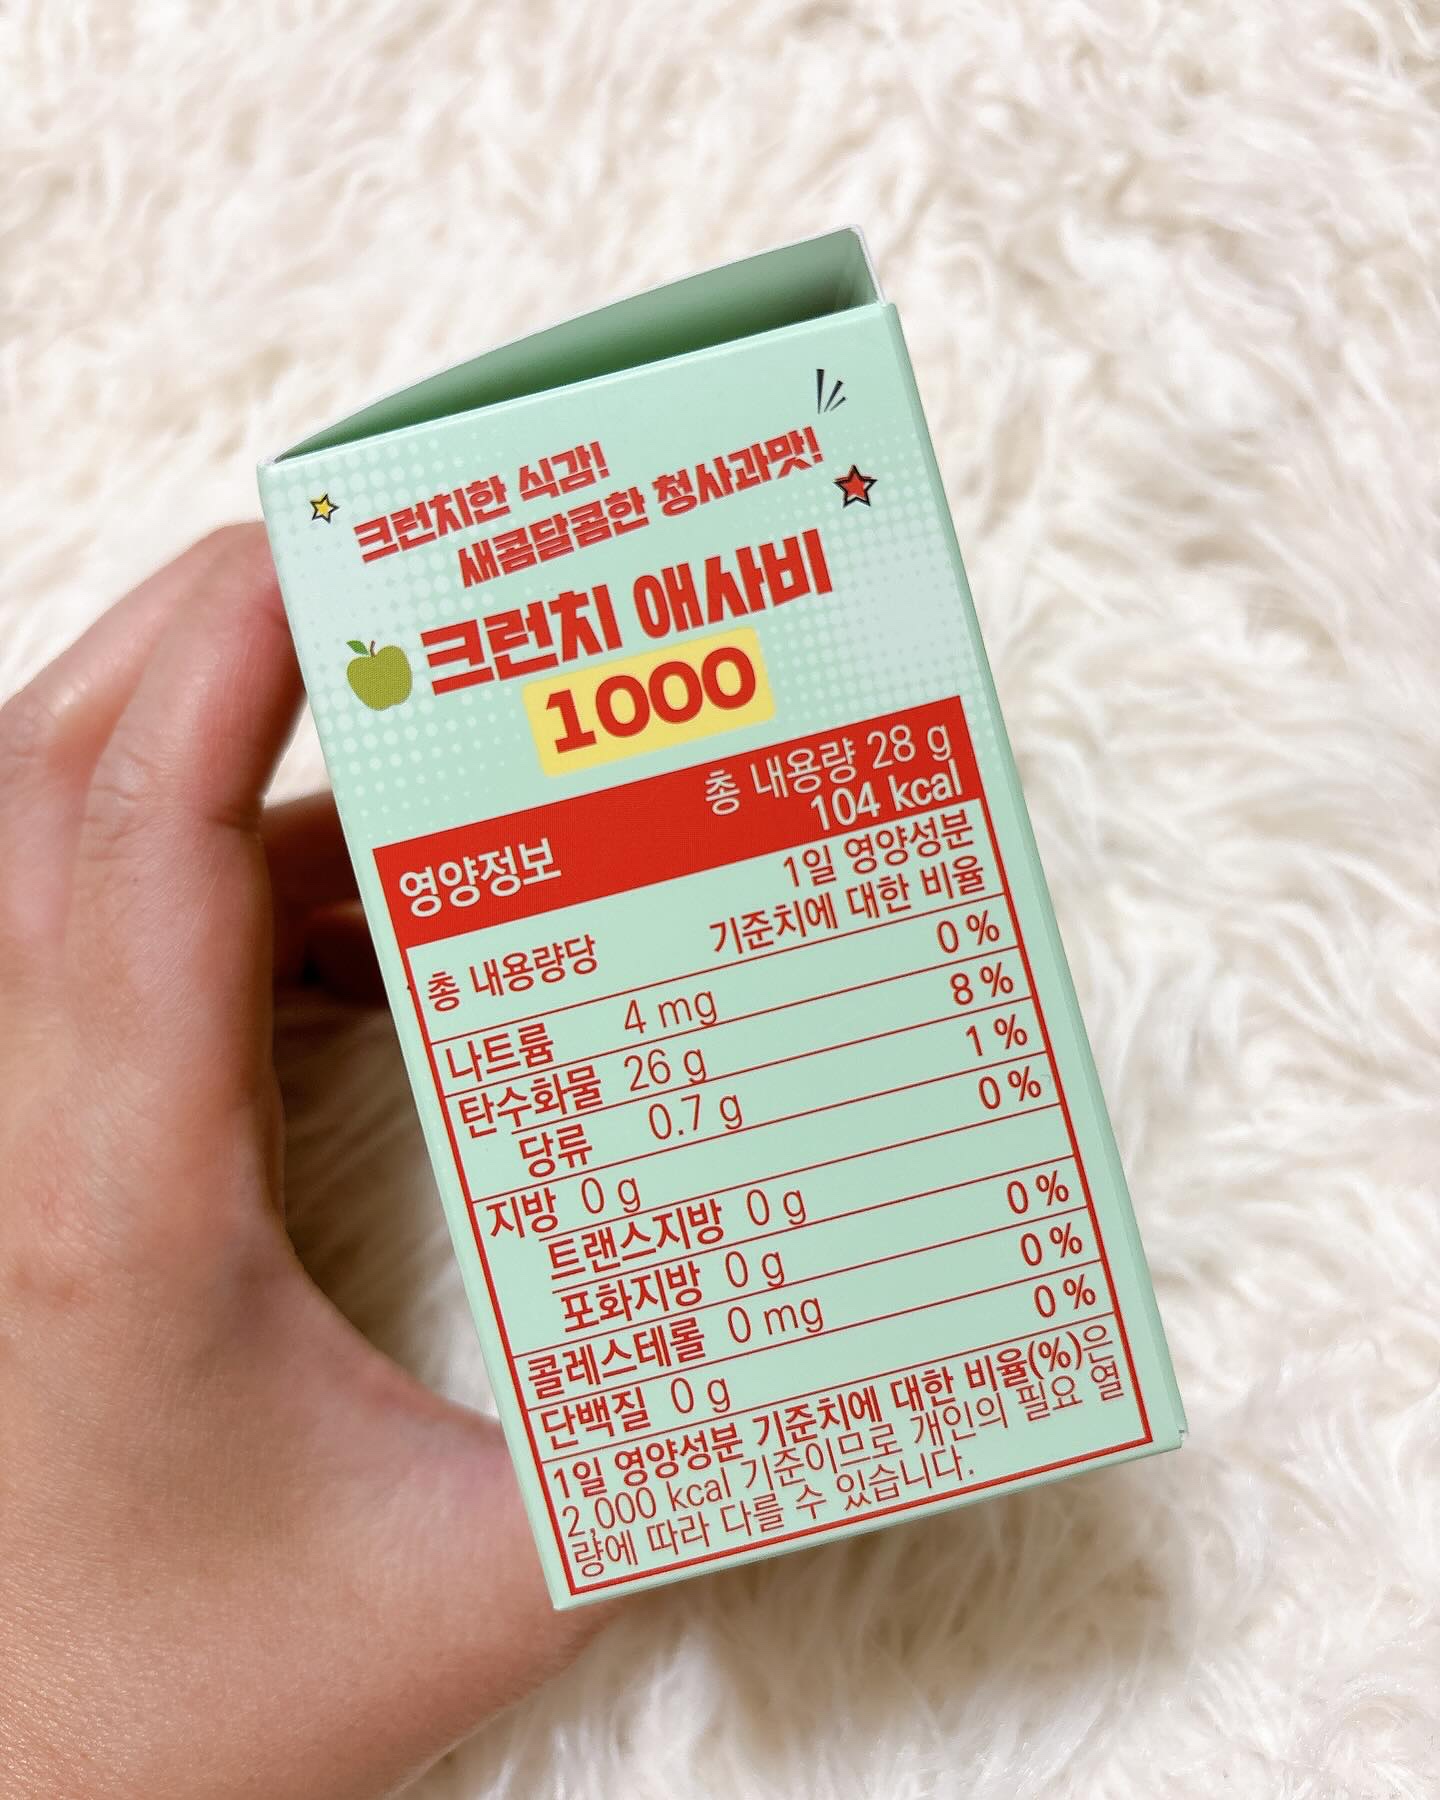 크런치한 식감!
새콤달콤한 청사과맛!
크런치 애사비
1000
영양정보
총 내용량 28 g
104 kcal
총 내용량당
1일 영양성분
기준치에 대한 비율
나트륨 4 mg 0 %
탄수화물 26 g 8 %
당류 0.7 g 1 %
지방 0 g 0 %
트랜스지방 0 g
포화지방 0 g 0 %
콜레스테롤 0 mg 0 %
단백질 0 g 0 %
1일 영양성분 기준치에 대한 비율(%)은
2,000 kcal 기준이므로 개인의 필요 열
량에 따라 다를 수 있습니다.